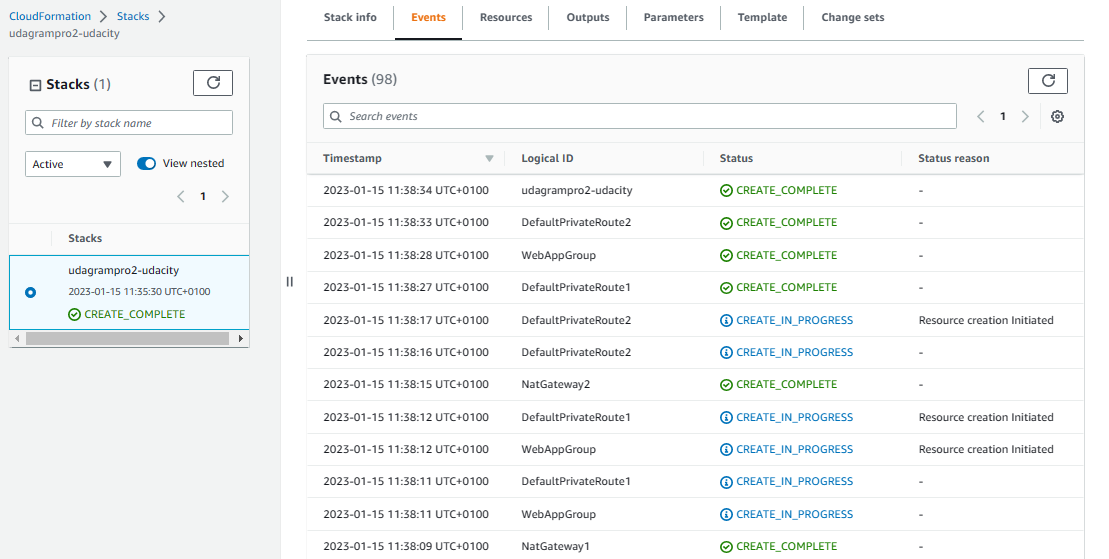 CloudFormation > Stacks >
udagrampro2-udacity
Stacks (1)
Filter by stack name
Active
View nested
1
Stacks
udagrampro2-udacity
2023-01-15 11:35:30 UTC+0100
CREATE_COMPLETE
Stack info Events Resources Outputs Parameters Template Change sets
Events (98)
Search events
1
Timestamp Logical ID Status Status reason
2023-01-15 11:38:34 UTC+0100 udagrampro2-udacity CREATE_COMPLETE -
2023-01-15 11:38:33 UTC+0100 DefaultPrivateRoute2 CREATE_COMPLETE -
2023-01-15 11:38:28 UTC+0100 WebAppGroup CREATE_COMPLETE -
2023-01-15 11:38:27 UTC+0100 DefaultPrivateRoute1 CREATE_COMPLETE -
2023-01-15 11:38:17 UTC+0100 DefaultPrivateRoute2 CREATE_IN_PROGRESS Resource creation Initiated
2023-01-15 11:38:16 UTC+0100 DefaultPrivateRoute2 CREATE_IN_PROGRESS -
2023-01-15 11:38:15 UTC+0100 NatGateway2 CREATE_COMPLETE -
2023-01-15 11:38:12 UTC+0100 DefaultPrivateRoute1 CREATE_IN_PROGRESS Resource creation Initiated
2023-01-15 11:38:12 UTC+0100 WebAppGroup CREATE_IN_PROGRESS Resource creation Initiated
2023-01-15 11:38:11 UTC+0100 DefaultPrivateRoute1 CREATE_IN_PROGRESS -
2023-01-15 11:38:11 UTC+0100 WebAppGroup CREATE_IN_PROGRESS -
2023-01-15 11:38:09 UTC+0100 NatGateway1 CREATE_COMPLETE -